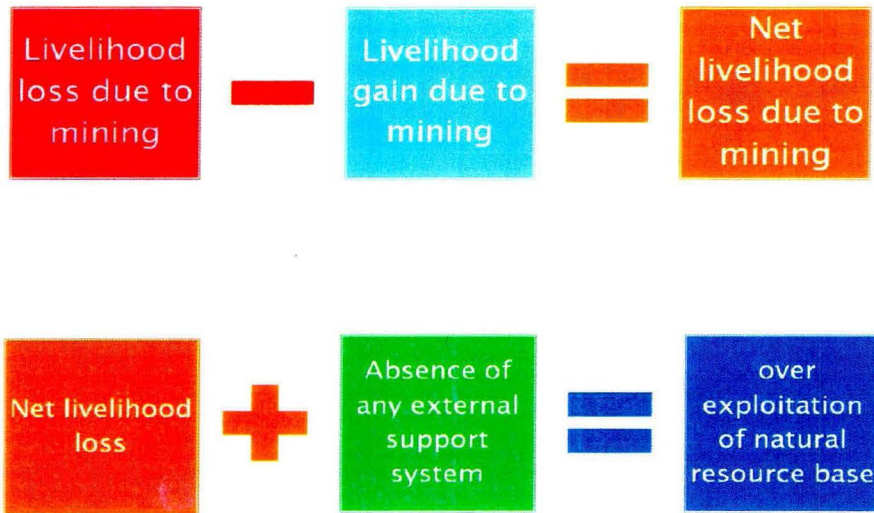 Livelihood
loss due to
mining
Livelihood
gain due to
mining
Net
livelihood
loss due to
mining
Net livelihood
loss
Absence of
any external
support
system
over
exploitation
of natural
resource base